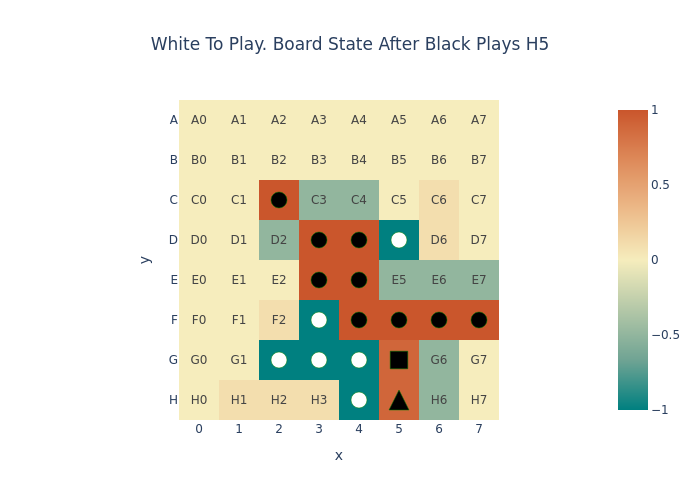 White To Play. Board State After Black Plays H5
A A0 A1 A2 A3 A4 A5 A6 A7
B B0 B1 B2 B3 B4 B5 B6 B7
C C0 C1 C3 C4 C5 C6 C7
D D0 D1 D2 D6 D7
E E0 E1 E2 E5 E6 E7
F F0 F1 F2
G G0 G1 G6 G7
H H0 H1 H2 H3 H6 H7
0 1 2 3 4 5 6 7
x
y
1
0.5
0
−0.5
−1